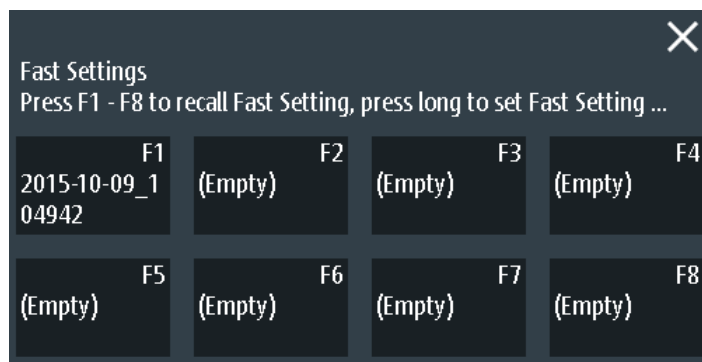 Fast Settings
Press F1 - F8 to recall Fast Setting, press long to set Fast Setting ...
F1
2015-10-09_1
04942
F2
(Empty)
F3
(Empty)
F4
(Empty)
F5
(Empty)
F6
(Empty)
F7
(Empty)
F8
(Empty)